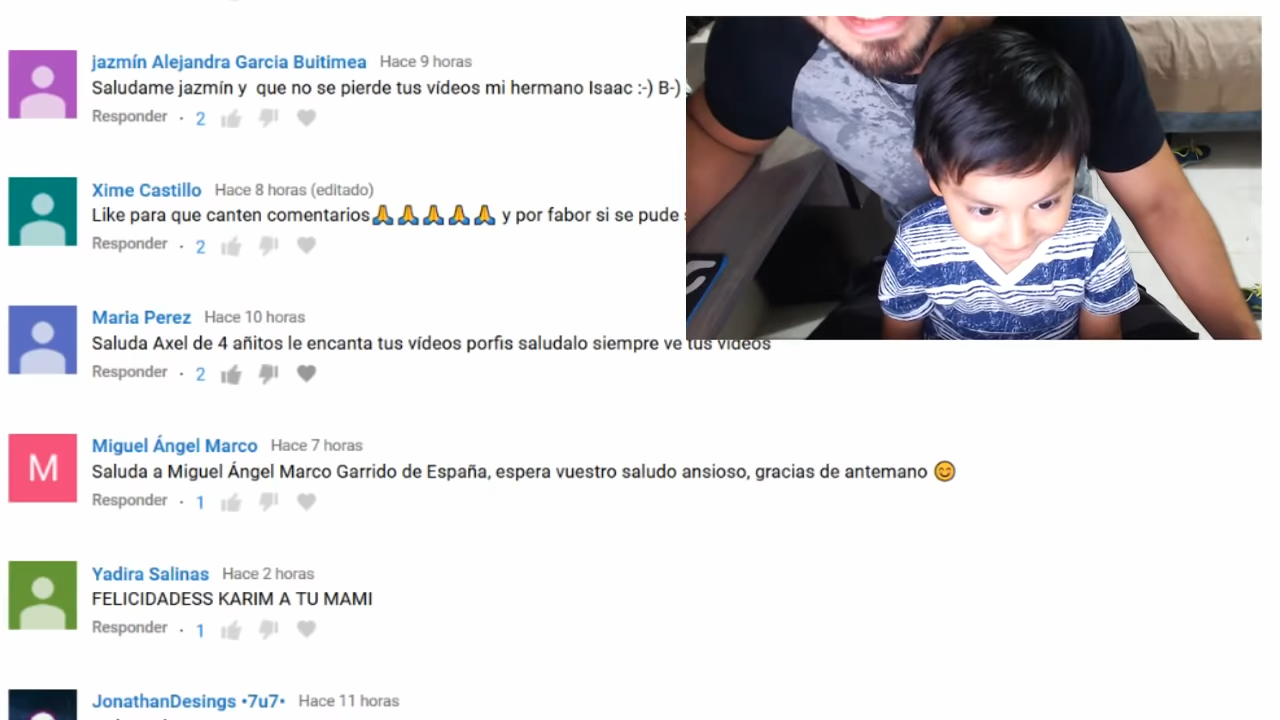 jazmín Alejandra Garcia Buitimea Hace 9 horas
Saludame jazmín y que no se pierde tus vídeos mi hermano Isaac :-) B-)
Responder · 2
Xime Castillo Hace 8 horas (editado)
Like para que canten comentarios🙏🙏🙏🙏🙏 y por fabor si se pude
Responder · 2
Maria Perez Hace 10 horas
Saluda Axel de 4 añitos le encanta tus vídeos porfis saludalo siempre ve tus vídeos
Responder · 2
M
Miguel Ángel Marco Hace 7 horas
Saluda a Miguel Ángel Marco Garrido de España, espera vuestro saludo ansioso, gracias de antemano 😊
Responder · 1
Yadira Salinas Hace 2 horas
FELICIDADESS KARIM A TU MAMI
Responder · 1
JonathanDesings •7u7• Hace 11 horas